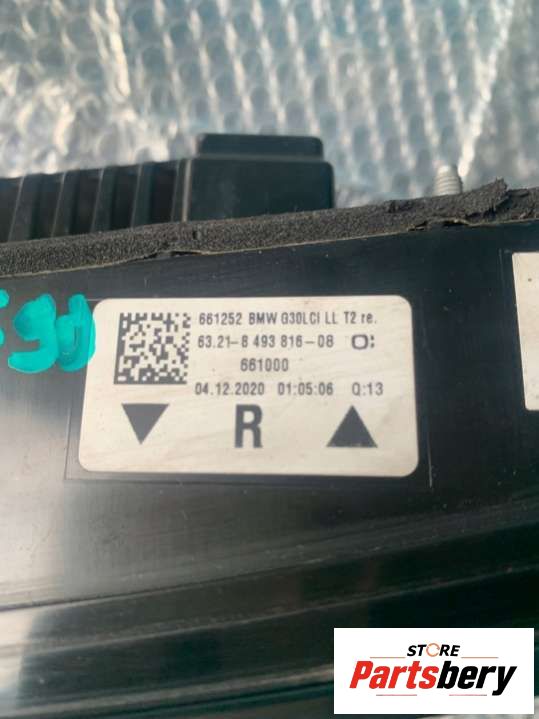 661252 BMW G30LCI LL T2 re.
63.21-8 493 816-08
661000
04.12.2020 01:05:06 Q:13
R
STORE
Partsbery